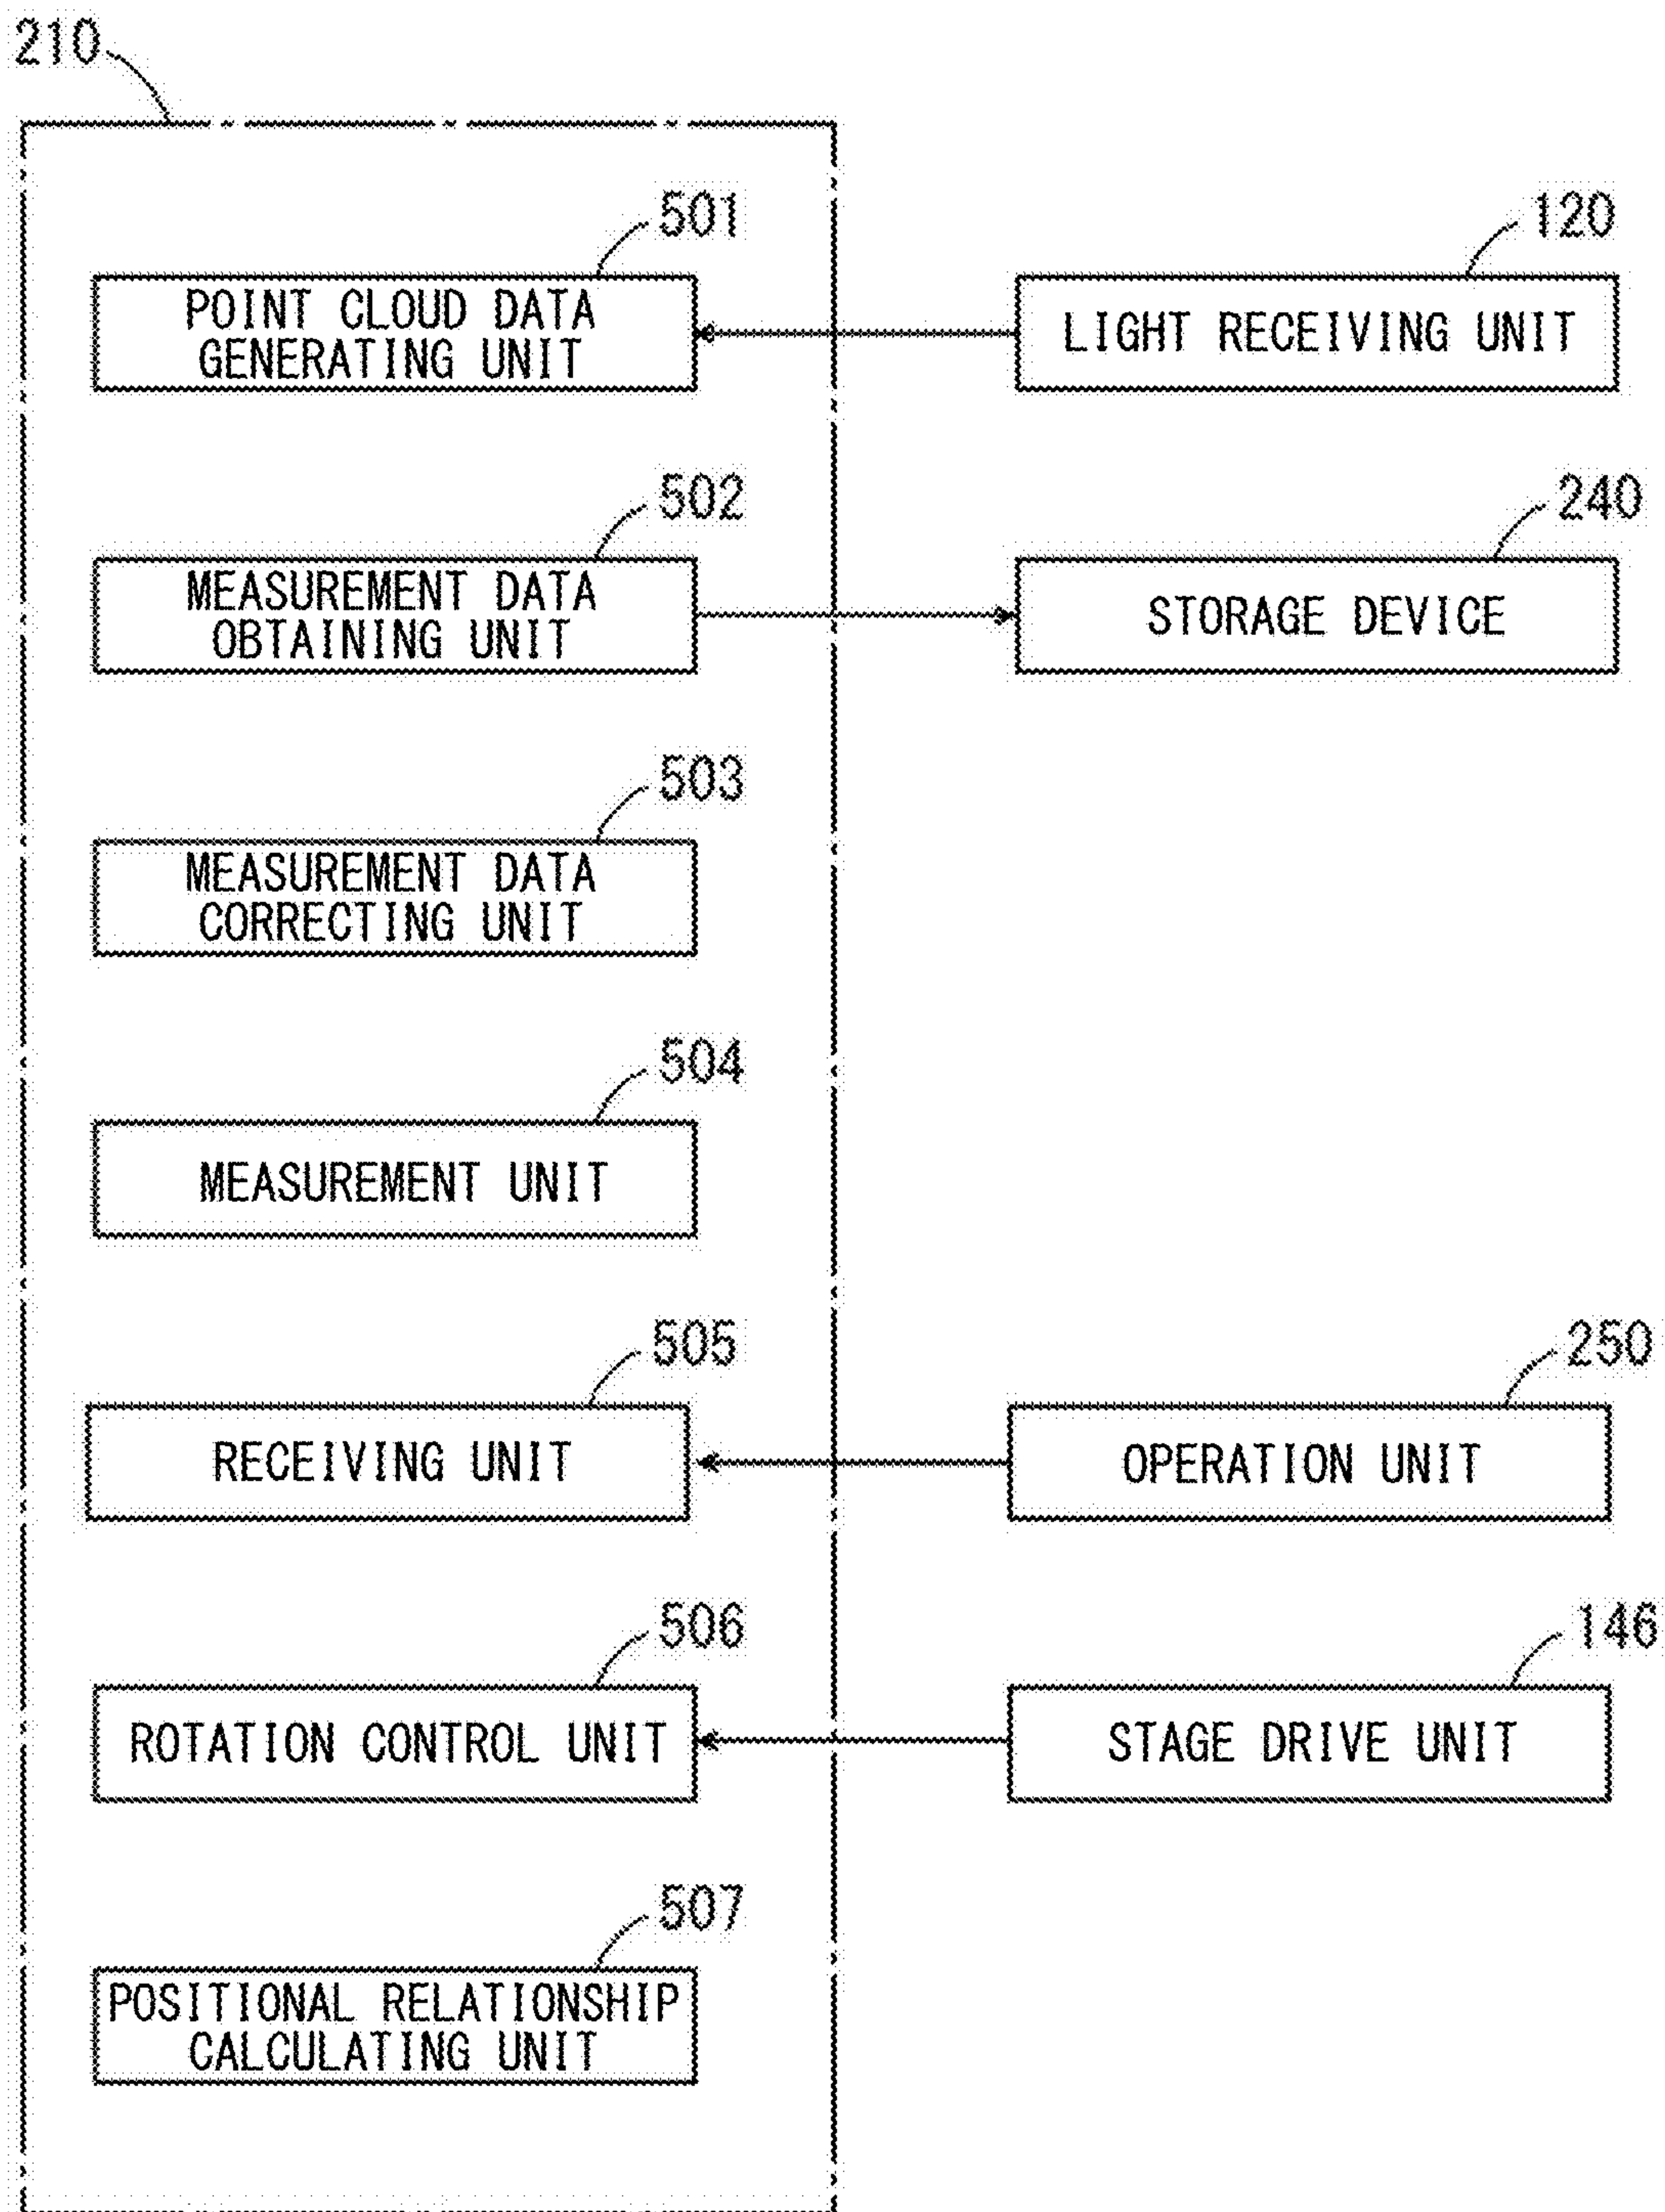 210
501
120
POINT CLOUD DATA
GENERATING UNIT
LIGHT RECEIVING UNIT
502
240
MEASUREMENT DATA
OBTAINING UNIT
STORAGE DEVICE
503
MEASUREMENT DATA
CORRECTING UNIT
504
MEASUREMENT UNIT
505
250
RECEIVING UNIT
OPERATION UNIT
506
146
ROTATION CONTROL UNIT
STAGE DRIVE UNIT
507
POSITIONAL RELATIONSHIP
CALCULATING UNIT